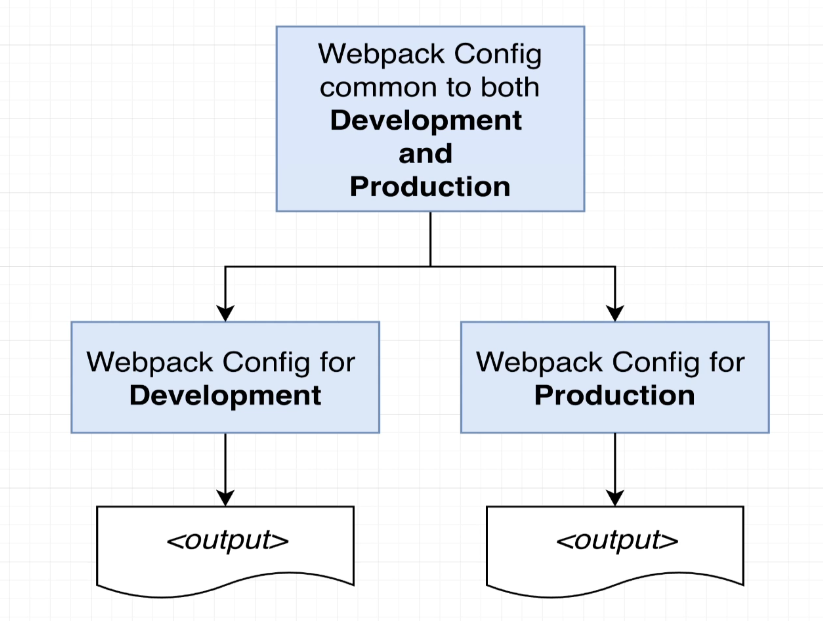 Webpack Config
common to both
Development
and
Production
Webpack Config for
Development
Webpack Config for
Production
<output>
<output>